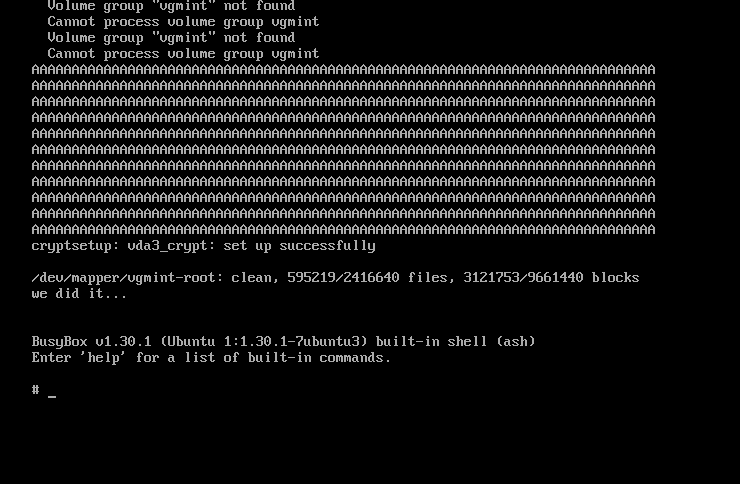 Volume group "vgmint" not found
Cannot process volume group vgmint
Volume group "vgmint" not found
Cannot process volume group vgmint
AAAAAAAAAAAAAAAAAAAAAAAAAAAAAAAAAAAAAAAAAAAAAAAAAAAAAAAAAAAAAAAAAAAAAAAAAAAAAA
AAAAAAAAAAAAAAAAAAAAAAAAAAAAAAAAAAAAAAAAAAAAAAAAAAAAAAAAAAAAAAAAAAAAAAAAAAAAAA
AAAAAAAAAAAAAAAAAAAAAAAAAAAAAAAAAAAAAAAAAAAAAAAAAAAAAAAAAAAAAAAAAAAAAAAAAAAAAA
AAAAAAAAAAAAAAAAAAAAAAAAAAAAAAAAAAAAAAAAAAAAAAAAAAAAAAAAAAAAAAAAAAAAAAAAAAAAAA
AAAAAAAAAAAAAAAAAAAAAAAAAAAAAAAAAAAAAAAAAAAAAAAAAAAAAAAAAAAAAAAAAAAAAAAAAAAAAA
AAAAAAAAAAAAAAAAAAAAAAAAAAAAAAAAAAAAAAAAAAAAAAAAAAAAAAAAAAAAAAAAAAAAAAAAAAAAAA
AAAAAAAAAAAAAAAAAAAAAAAAAAAAAAAAAAAAAAAAAAAAAAAAAAAAAAAAAAAAAAAAAAAAAAAAAAAAAA
AAAAAAAAAAAAAAAAAAAAAAAAAAAAAAAAAAAAAAAAAAAAAAAAAAAAAAAAAAAAAAAAAAAAAAAAAAAAAA
AAAAAAAAAAAAAAAAAAAAAAAAAAAAAAAAAAAAAAAAAAAAAAAAAAAAAAAAAAAAAAAAAAAAAAAAAAAAAA
AAAAAAAAAAAAAAAAAAAAAAAAAAAAAAAAAAAAAAAAAAAAAAAAAAAAAAAAAAAAAAAAAAAAAAAAAAAAAA
AAAAAAAAAAAAAAAAAAAAAAAAAAAAAAAAAAAAAAAAAAAAAAAAAAAAAAAAAAAAAAAAAAAAAAAAAAAAAA
cryptsetup: vda3_crypt: set up successfully
/dev/mapper/vgmint-root: clean, 595219/2416640 files, 3121753/9661440 blocks
we did it...
BusyBox v1.30.1 (Ubuntu 1:1.30.1-7ubuntu3) built-in shell (ash)
Enter 'help' for a list of built-in commands.
# _